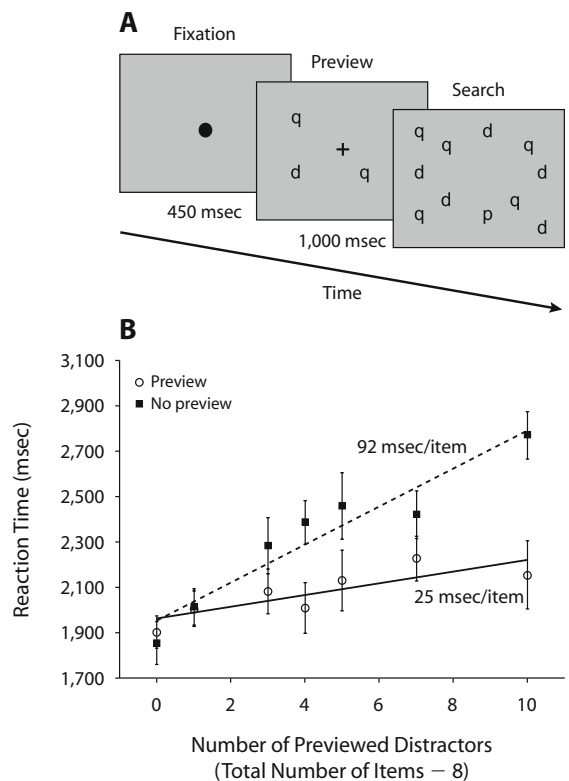 A
Fixation
Preview
Search
q
+
d q
q d
q q
d d
d q
q p
d
450 msec
1,000 msec
Time
B
3,100
2,900
2,700
2,500
2,300
2,100
1,900
1,700
Reaction Time (msec)
Preview
No preview
92 msec/item
25 msec/item
0 2 4 6 8 10
Number of Previewed Distractors
(Total Number of Items − 8)